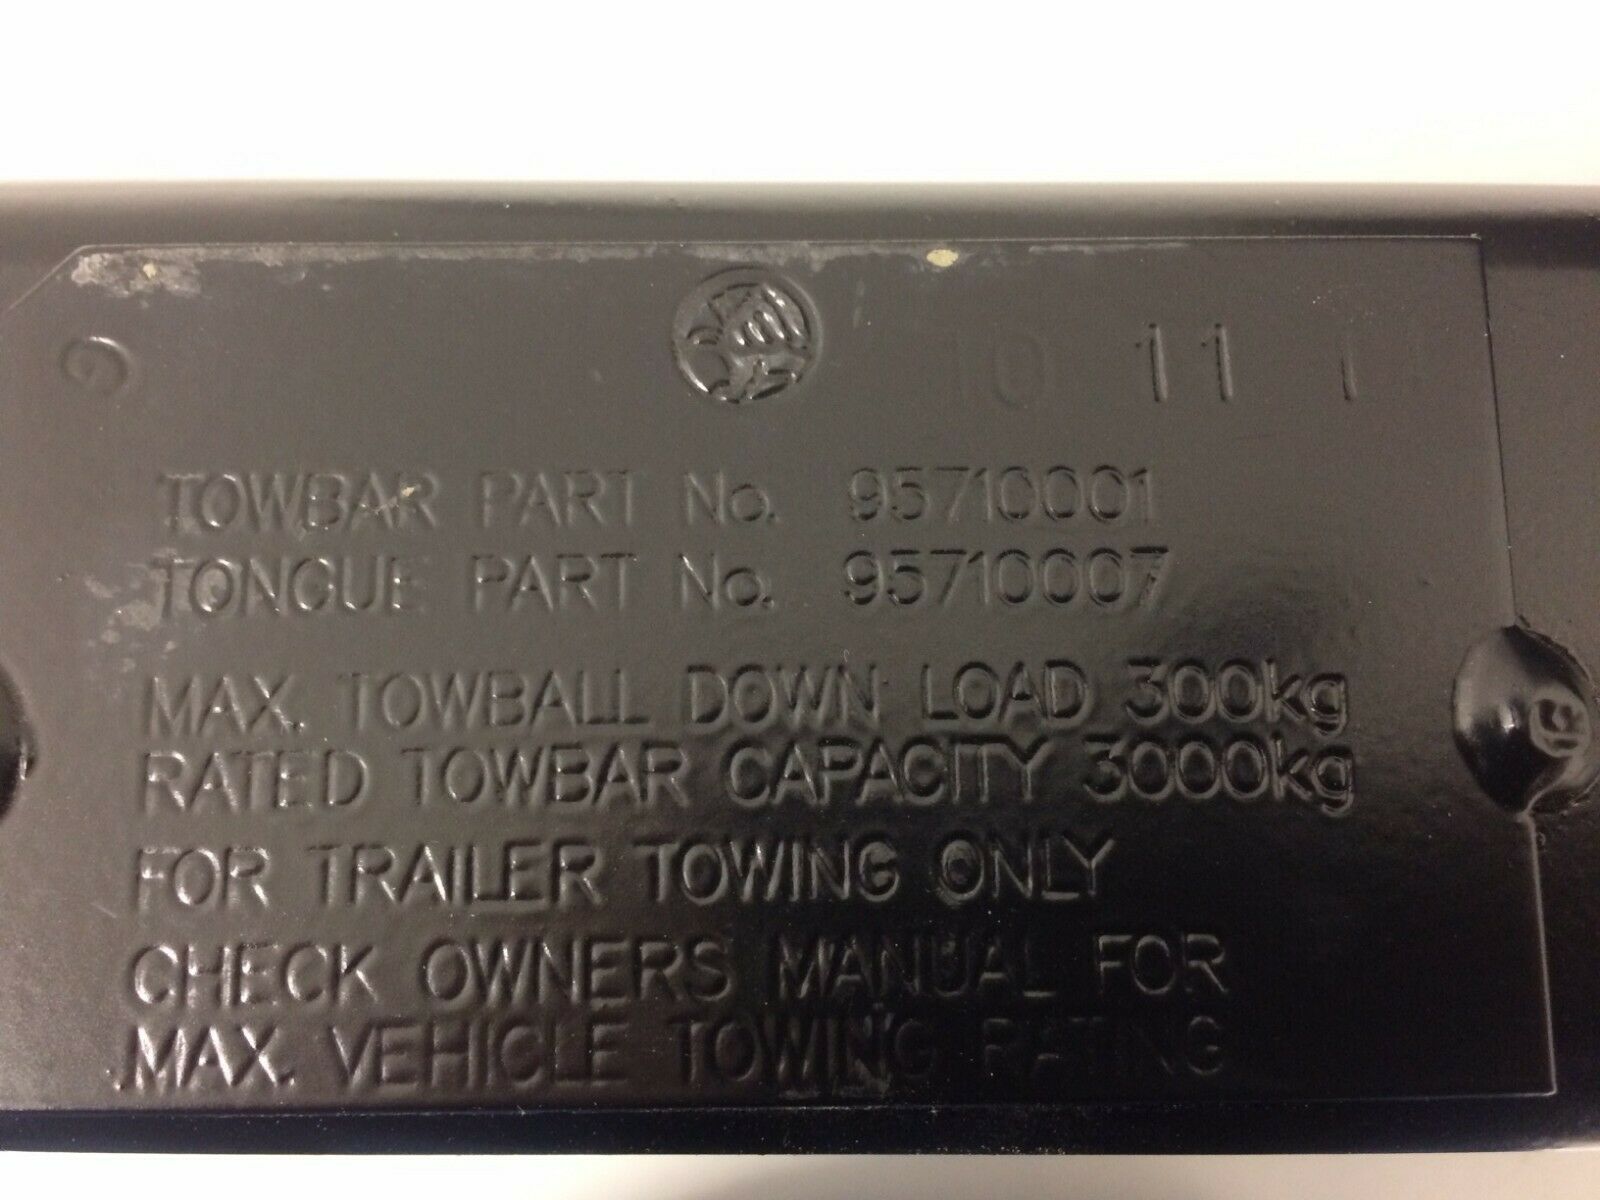 G 10 11 1
TOWBAR PART No. 95710001
TONGUE PART No. 95710007
MAX. TOWBALL DOWN LOAD 300kg
RATED TOWBAR CAPACITY 3000kg
FOR TRAILER TOWING ONLY
CHECK OWNERS MANUAL FOR
MAX. VEHICLE TOWING RATING